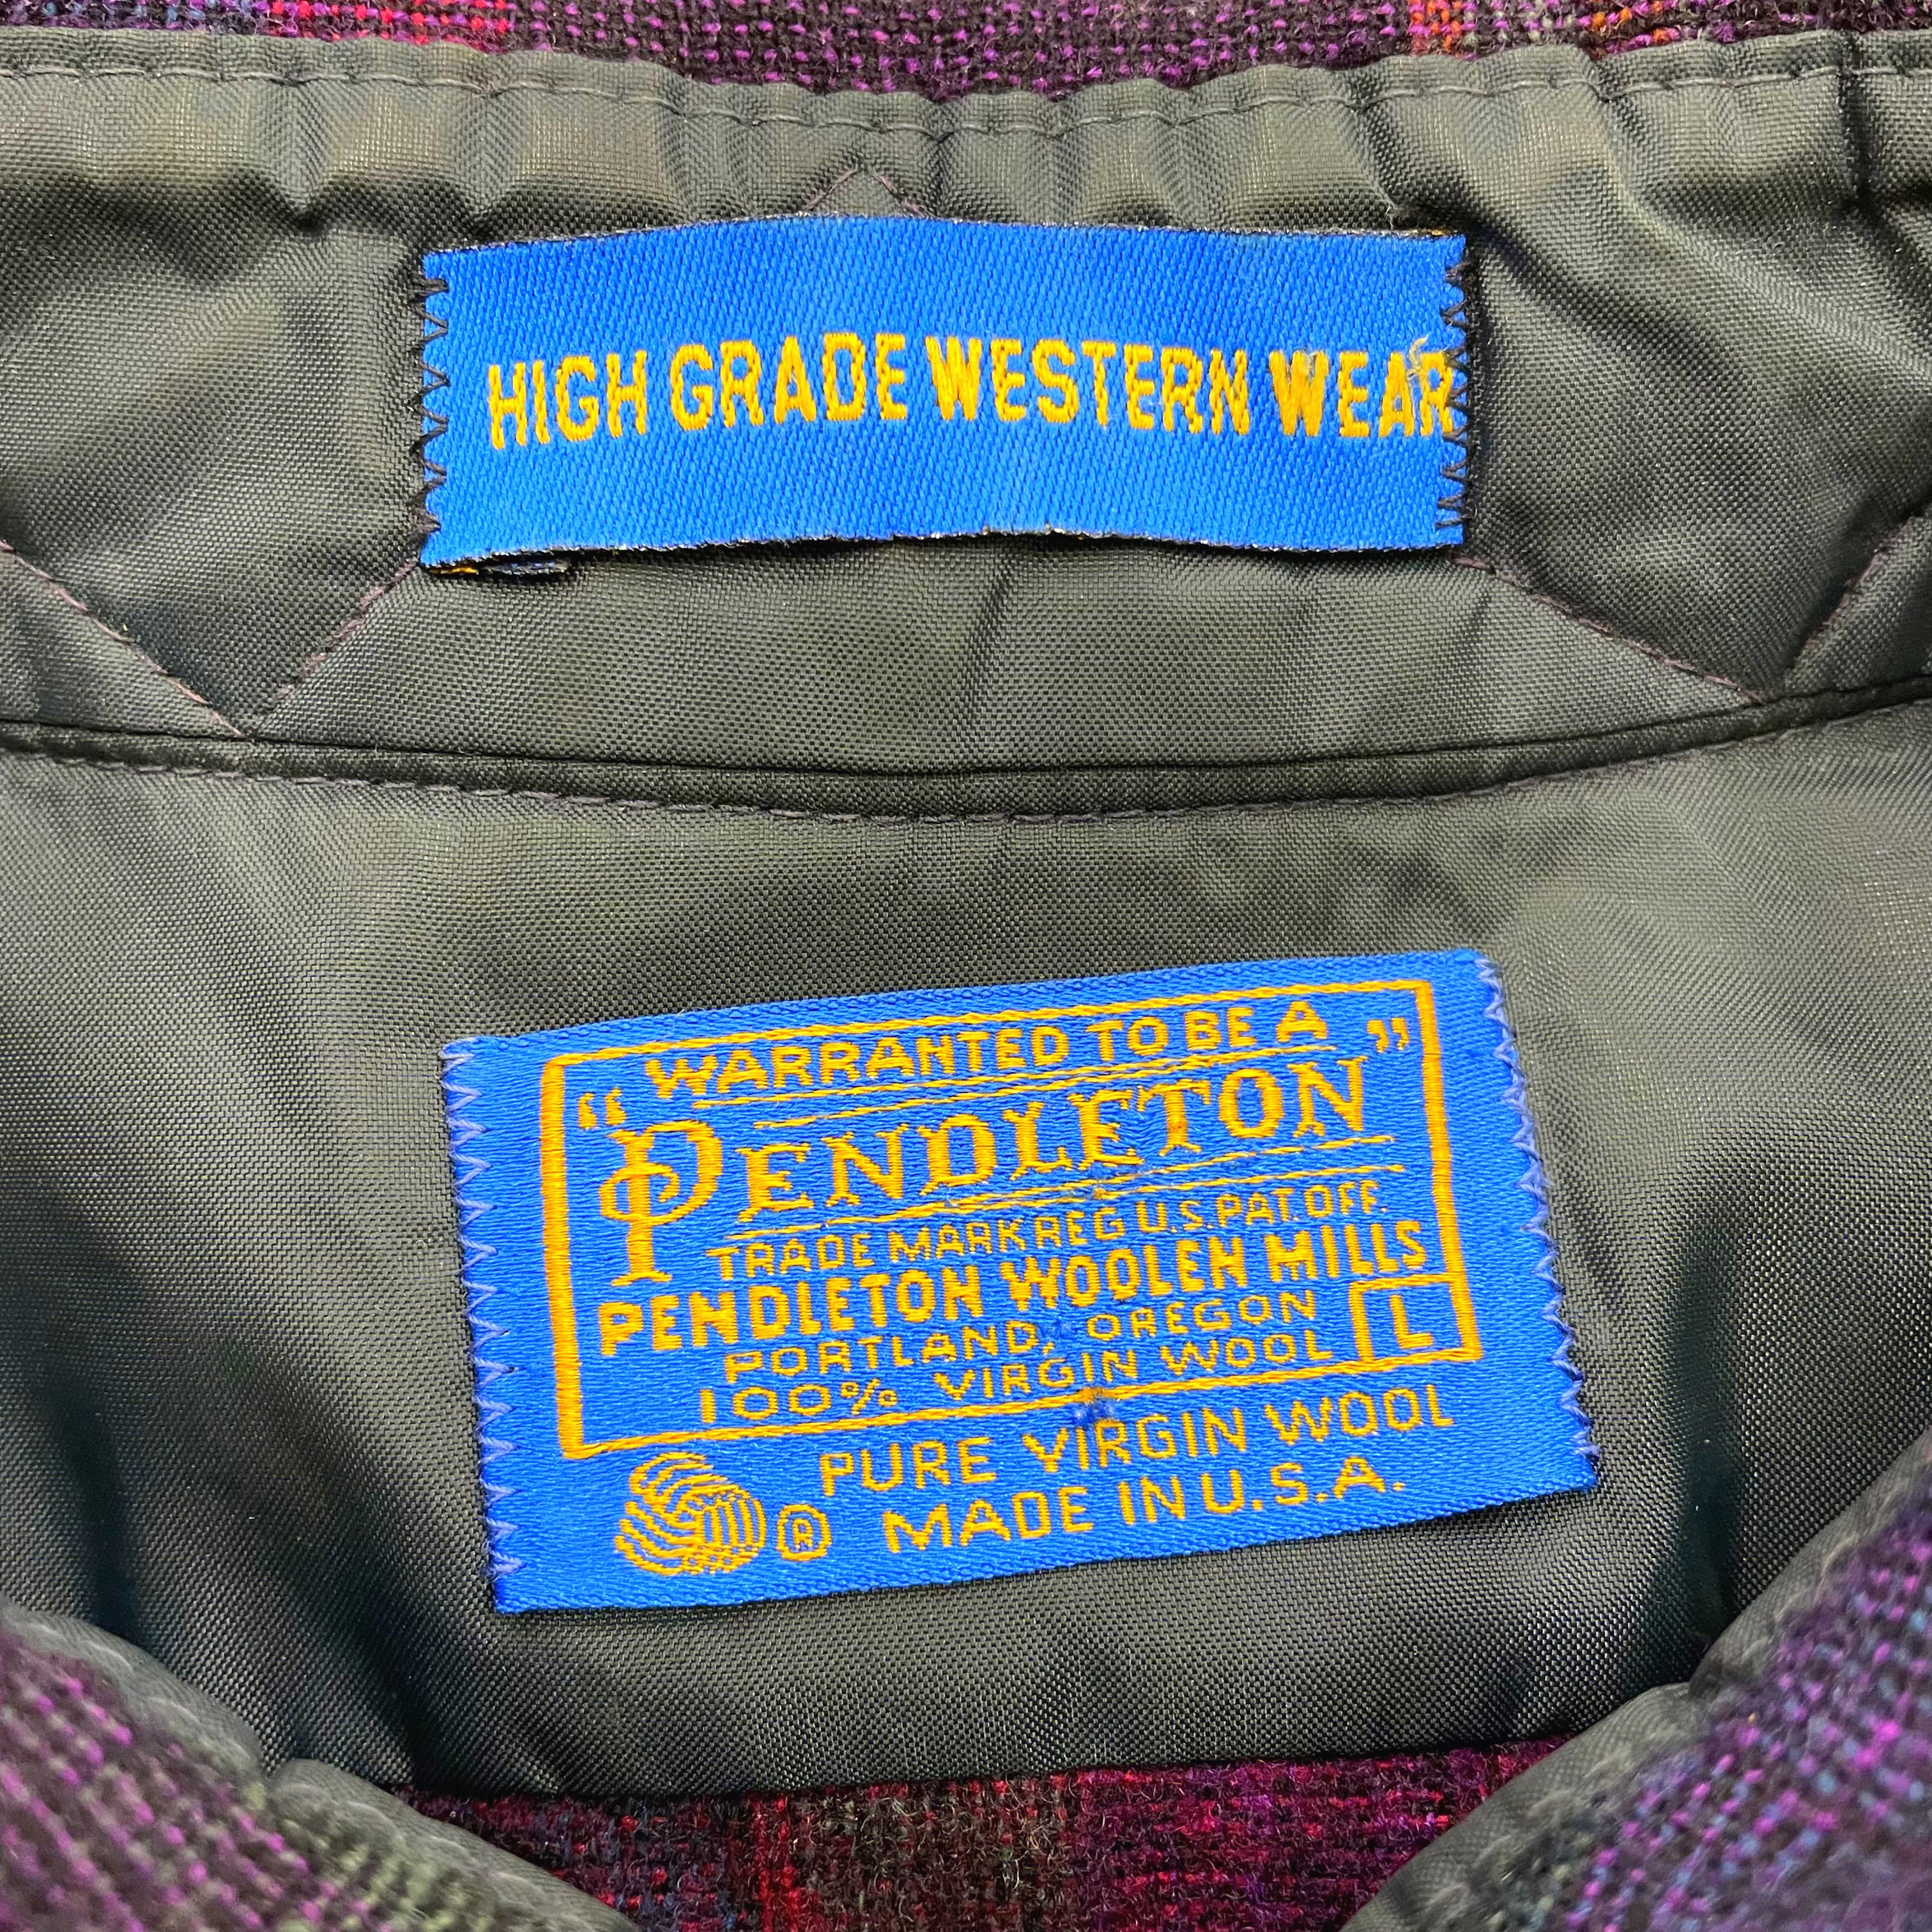 HIGH GRADE WESTERN WEAR
"WARRANTED TO BE A
PENDLETON"
TRADE MARK REG U.S. PAT. OFF.
PENDLETON WOOLEN MILLS
PORTLAND, OREGON
100% VIRGIN WOOL L
PURE VIRGIN WOOL
® MADE IN U.S.A.